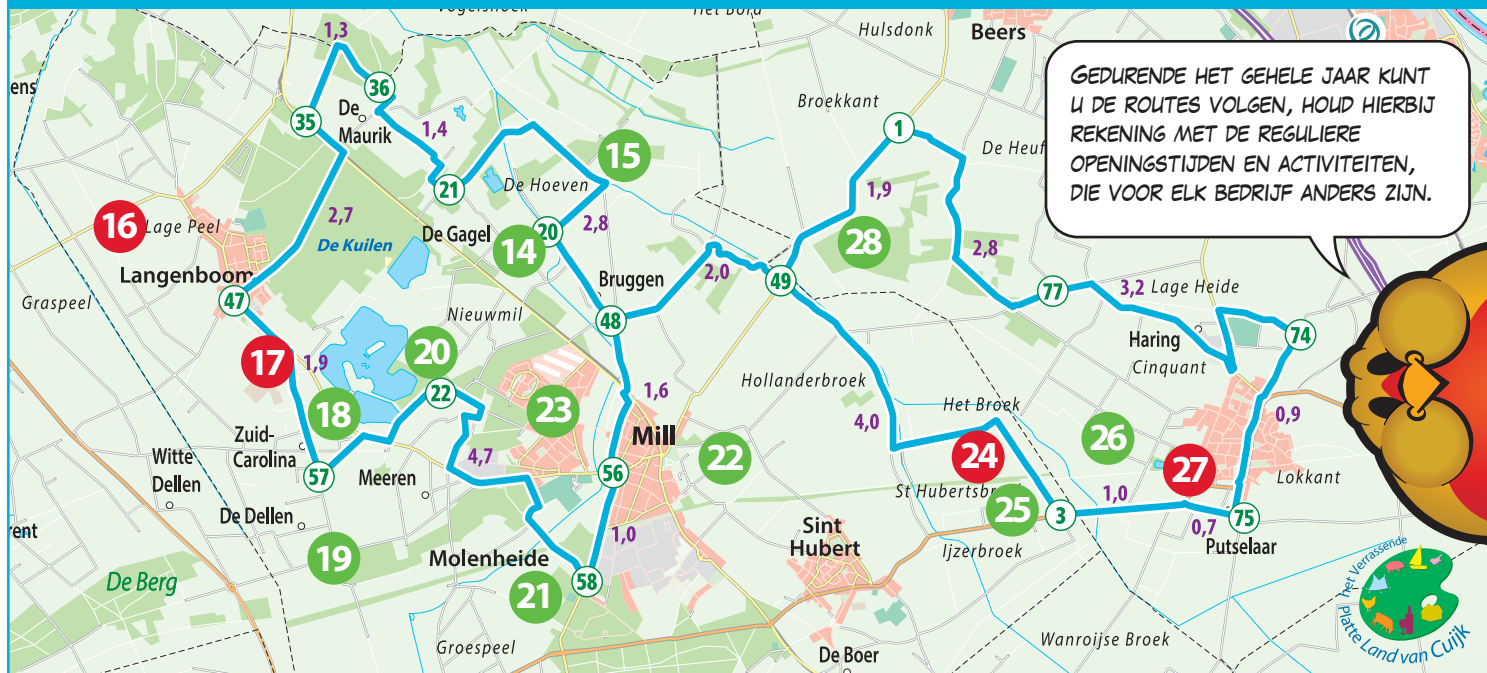 Vogelshoek
Het Bord
Hulsdonk
Beers
GEDURENDE HET GEHELE JAAR KUNT
U DE ROUTES VOLGEN, HOUD HIERBIJ
REKENING MET DE REGULIERE
OPENINGSTIJDEN EN ACTIVITEITEN,
DIE VOOR ELK BEDRIJF ANDERS ZIJN.
1,3
ens
36
De
Maurik
35
1,4
Broekkant
1
De Heuf
15
21
De Hoeven
1,9
16
Lage Peel
2,7
De Kuilen
De Gagel
14
20
2,8
28
2,8
Langenboom
47
Graspeel
Bruggen
2,0
49
77
3,2
Lage Heide
Nieuwmil
48
74
Haring
Cinquant
17
1,9
20
22
18
23
1,6
Hollanderbroek
Het Broek
4,0
0,9
Zuid-
Carolina
57
Witte
Dellen
Meeren
4,7
Mill
56
22
24
26
27
Lokkant
De Dellen
rent
St Hubertsb
25
3
1,0
0,7
75
Putselaar
19
De Berg
Molenheide
1,0
Sint
Hubert
Ijzerbroek
21
58
Groespeel
De Boer
Wanroijse Broek
het Verrassende
Platte Land van Cuijk